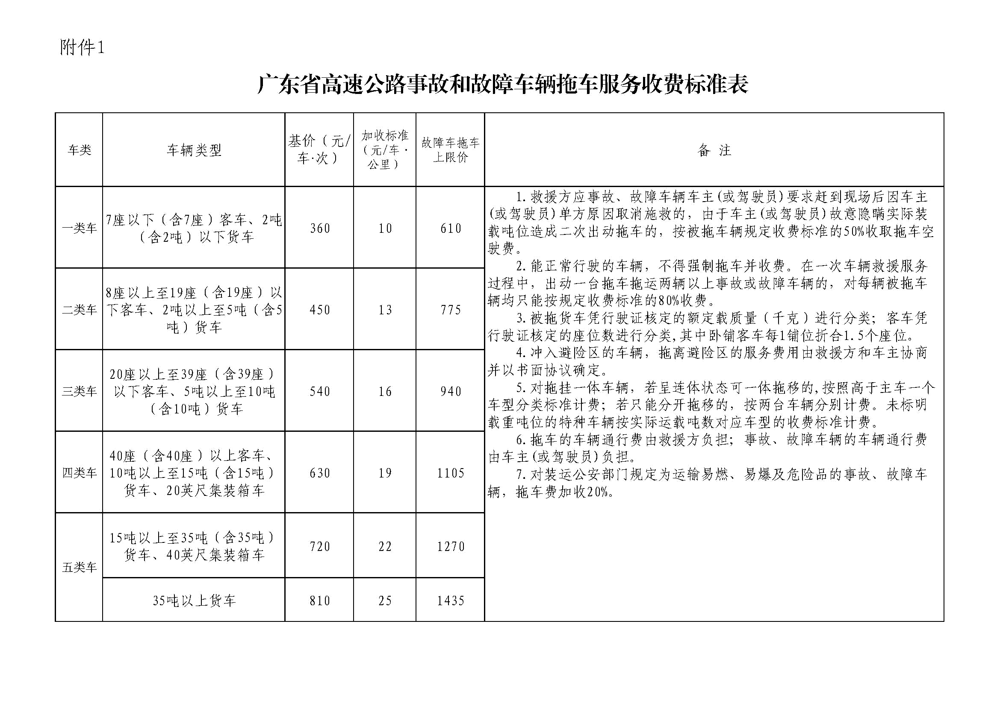 附件1
广东省高速公路事故和故障车辆拖车服务收费标准表
车类
车辆类型
基价（元/
车·次）
加收标准
（元/车·
公里）
故障车拖车
上限价
备 注
一类车
7座以下（含7座）客车、2吨
（含2吨）以下货车
360
10
610
二类车
8座以上至19座（含19座）以
下客车、2吨以上至5吨（含5
吨）货车
450
13
775
三类车
20座以上至39座（含39座）
以下客车、5吨以上至10吨
（含10吨）货车
540
16
940
四类车
40座（含40座）以上客车、
10吨以上至15吨（含15吨）
货车、20英尺集装箱车
630
19
1105
五类车
15吨以上至35吨（含35吨）
货车、40英尺集装箱车
720
22
1270
35吨以上货车
810
25
1435
1.救援方应事故、故障车辆车主(或驾驶员)要求赶到现场后因车主
(或驾驶员)单方原因取消施救的，由于车主(或驾驶员)故意隐瞒实际装
载吨位造成二次出动拖车的，按被拖车辆规定收费标准的50%收取拖车空
驶费。
2.能正常行驶的车辆，不得强制拖车并收费。在一次车辆救援服务
过程中，出动一台拖车拖运两辆以上事故或故障车辆的，对每辆被拖车
辆均只能按规定收费标准的80%收费。
3.被拖货车凭行驶证核定的额定载质量（千克）进行分类；客车凭
行驶证核定的座位数进行分类,其中卧铺客车每1铺位折合1.5个座位。
4.冲入避险区的车辆，拖离避险区的服务费用由救援方和车主协商
并以书面协议确定。
5.对拖挂一体车辆，若呈连体状态可一体拖移的,按照高于主车一个
车型分类标准计费；若只能分开拖移的，按两台车辆分别计费。未标明
载重吨位的特种车辆按实际运载吨数对应车型的收费标准计费。
6.拖车的车辆通行费由救援方负担；事故、故障车辆的车辆通行费
由车主(或驾驶员)负担。
7.对装运公安部门规定为运输易燃、易爆及危险品的事故、故障车
辆，拖车费加收20%。